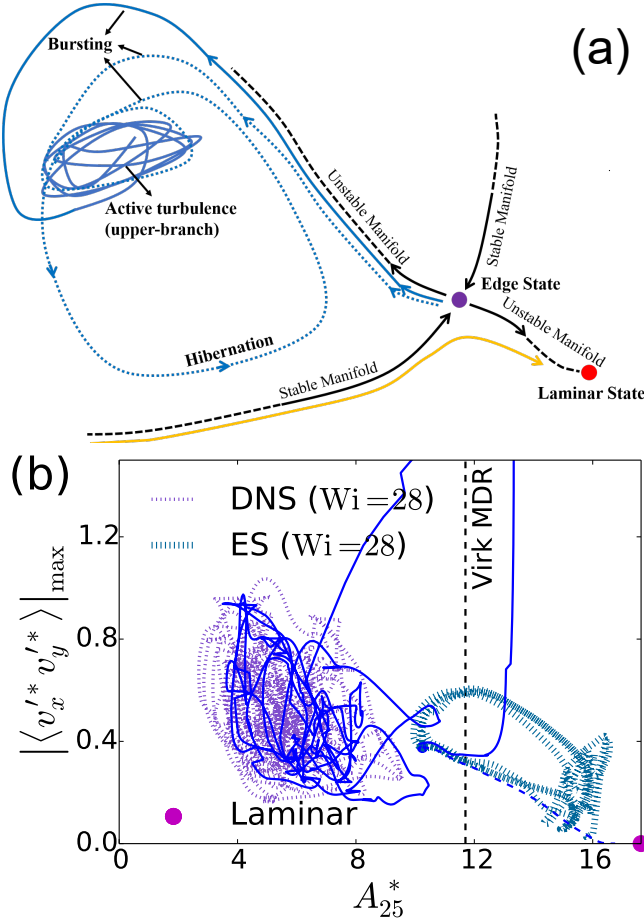 (a)
Bursting
Active turbulence
(upper-branch)
Hibernation
Unstable Manifold
Stable Manifold
Edge State
Unstable Manifold
Stable Manifold
Laminar State
(b)
DNS (Wi=28)
ES (Wi=28)
Virk MDR
Laminar
|⟨v′*ₓ v′*ᵧ⟩|max
1.2
0.8
0.4
0.0
0
4
8
12
16
A₂₅*